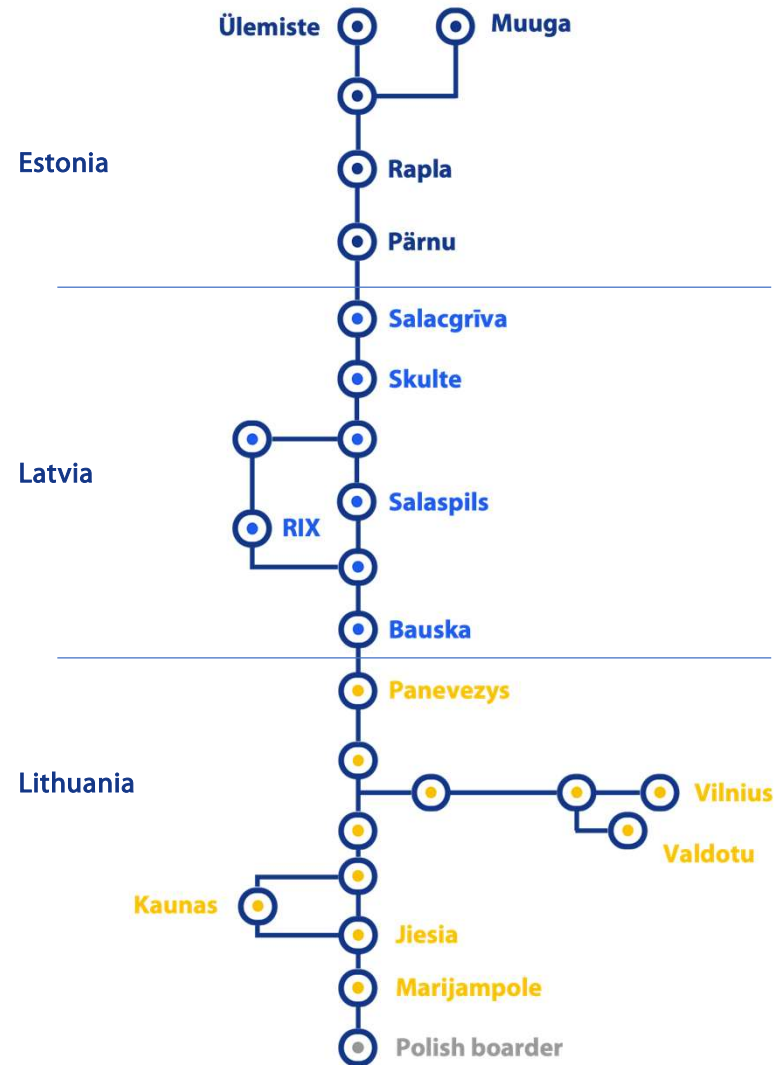 Ülemiste
Muuga
Estonia
Rapla
Pärnu
Salacgrīva
Skulte
Latvia
Salaspils
RIX
Bauska
Panevezys
Lithuania
Vilnius
Valdotu
Kaunas
Jiesia
Marijampole
Polish boarder